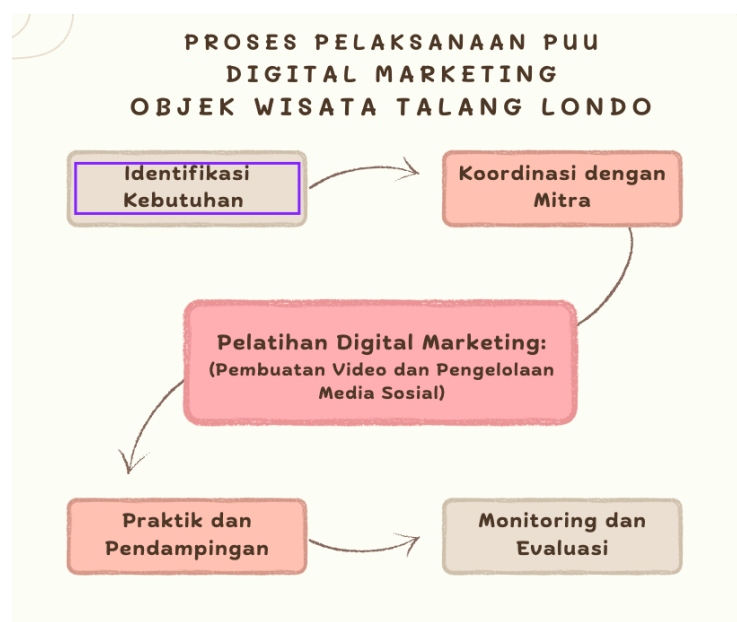 PROSES PELAKSANAAN PUU
DIGITAL MARKETING
OBJEK WISATA TALANG LONDO
Identifikasi
Kebutuhan
Koordinasi dengan
Mitra
Pelatihan Digital Marketing:
(Pembuatan Video dan Pengelolaan
Media Sosial)
Praktik dan
Pendampingan
Monitoring dan
Evaluasi